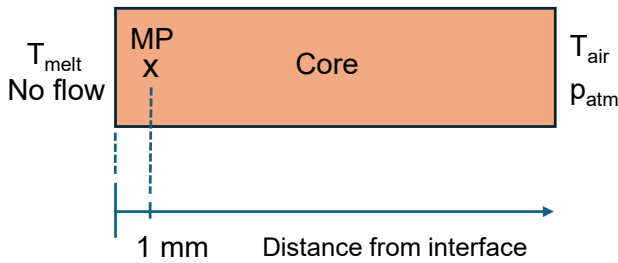 T_melt
No flow
MP
x
Core
T_air
p_atm
1 mm
Distance from interface